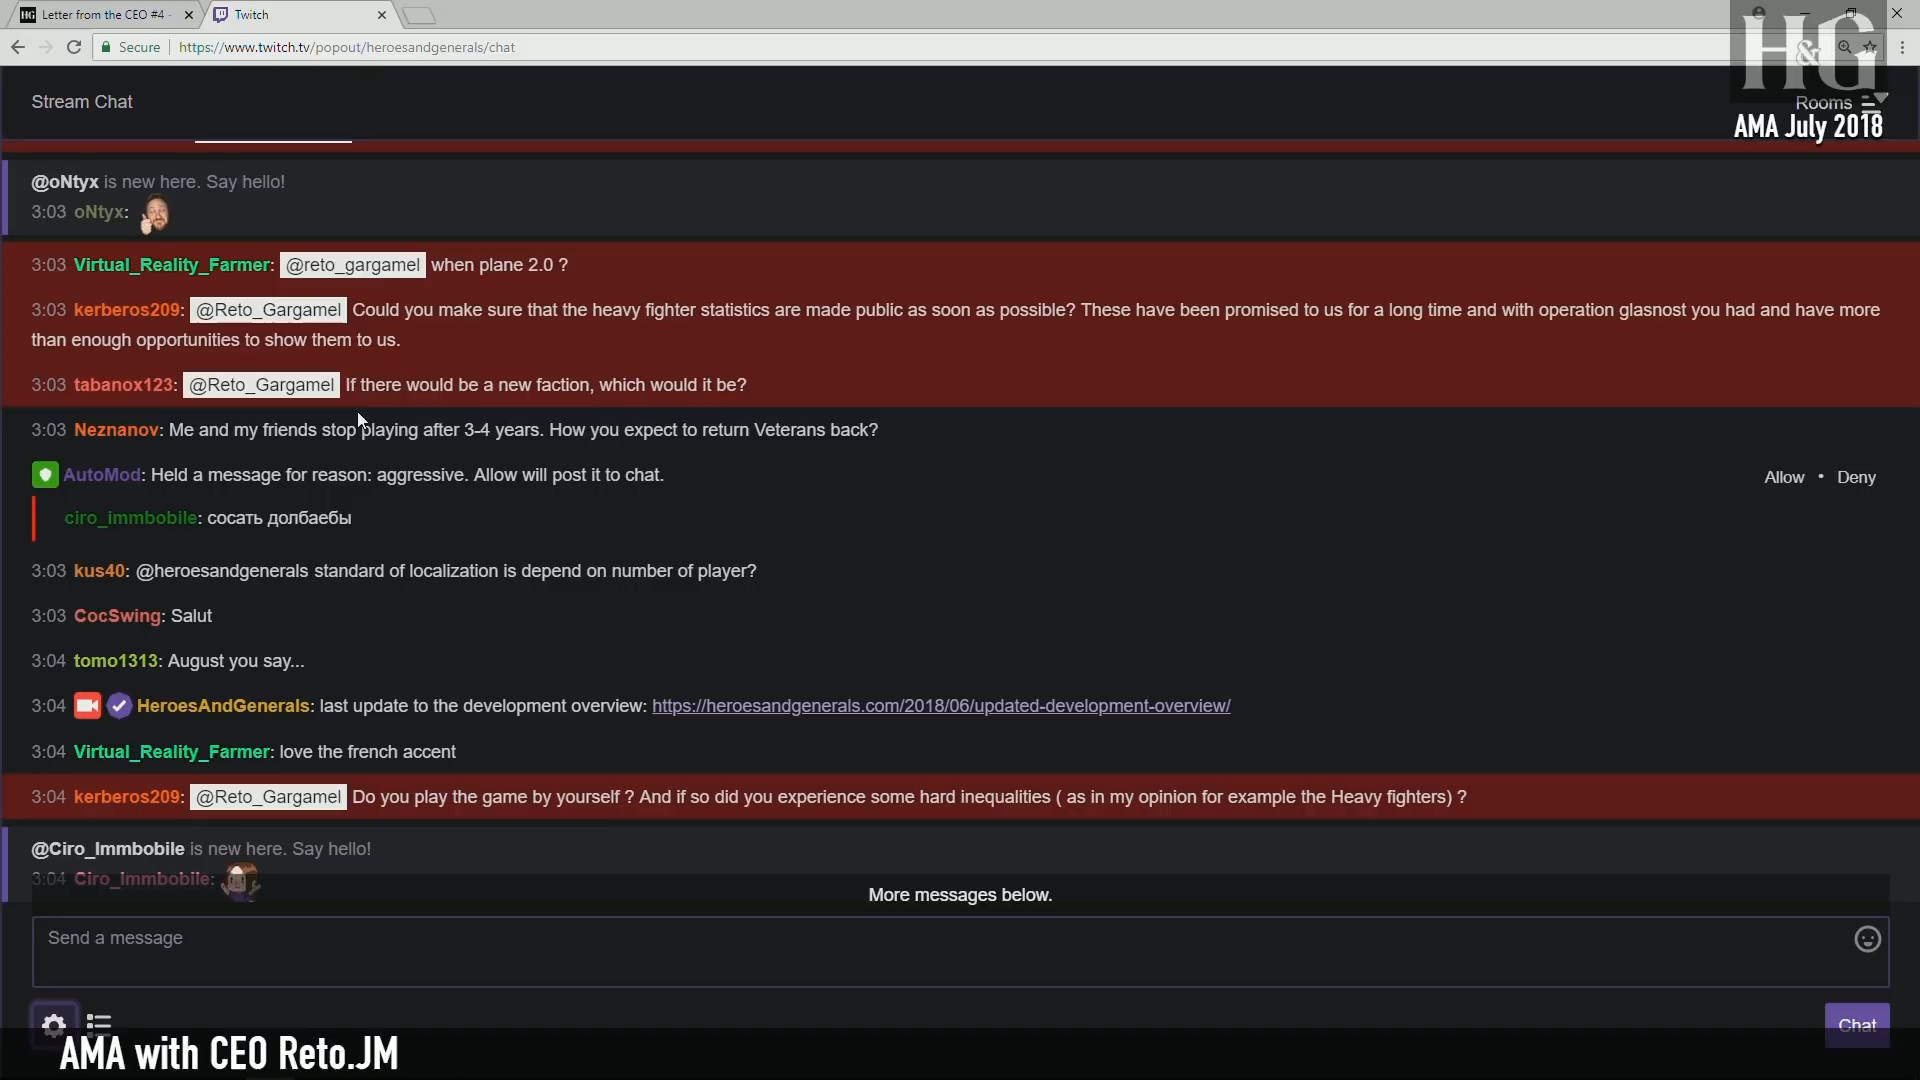 Letter from the CEO #4 -
Twitch
Secure
https://www.twitch.tv/popout/heroesandgenerals/chat
H&G
Stream Chat
Rooms
AMA July 2018
@oNtyx is new here. Say hello!
3:03 oNtyx:
3:03 Virtual_Reality_Farmer: @reto_gargamel when plane 2.0 ?
3:03 kerberos209: @Reto_Gargamel Could you make sure that the heavy fighter statistics are made public as soon as possible? These have been promised to us for a long time and with operation glasnost you had and have more
than enough opportunities to show them to us.
3:03 tabanox123: @Reto_Gargamel If there would be a new faction, which would it be?
3:03 Neznanov: Me and my friends stop playing after 3-4 years. How you expect to return Veterans back?
AutoMod: Held a message for reason: aggressive. Allow will post it to chat.
Allow • Deny
ciro_immbobile: сосать долбаебы
3:03 kus40: @heroesandgenerals standard of localization is depend on number of player?
3:03 CocSwing: Salut
3:04 tomo1313: August you say...
3:04 HeroesAndGenerals: last update to the development overview: https://heroesandgenerals.com/2018/06/updated-development-overview/
3:04 Virtual_Reality_Farmer: love the french accent
3:04 kerberos209: @Reto_Gargamel Do you play the game by yourself ? And if so did you experience some hard inequalities ( as in my opinion for example the Heavy fighters) ?
@Ciro_Immbobile is new here. Say hello!
3:04 Ciro_Immbobile:
More messages below.
Send a message
Chat
AMA with CEO Reto.JM